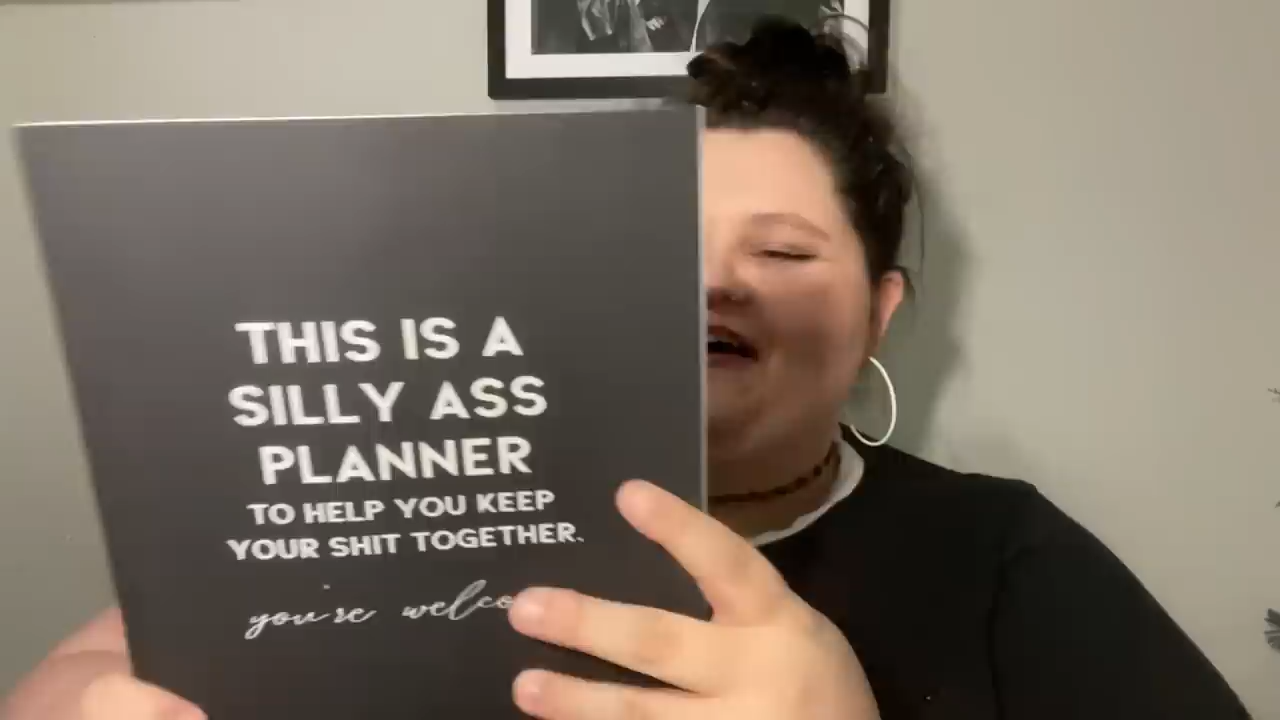 THIS IS A
SILLY ASS
PLANNER
TO HELP YOU KEEP
YOUR SHIT TOGETHER.
you're